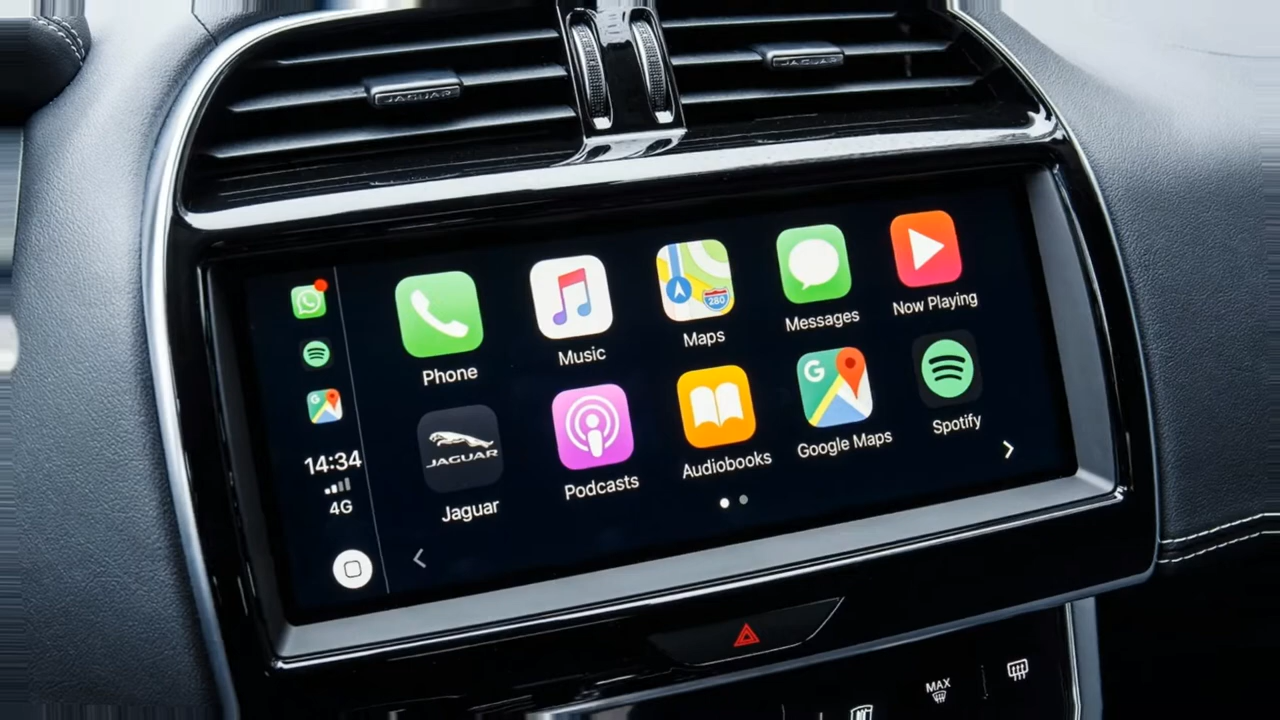 JAGUAR
JAGUAR
Phone
Music
280
Maps
Messages
Now Playing
JAGUAR
Jaguar
Podcasts
Audiobooks
G
Google Maps
Spotify
G
14:34
4G
MAX